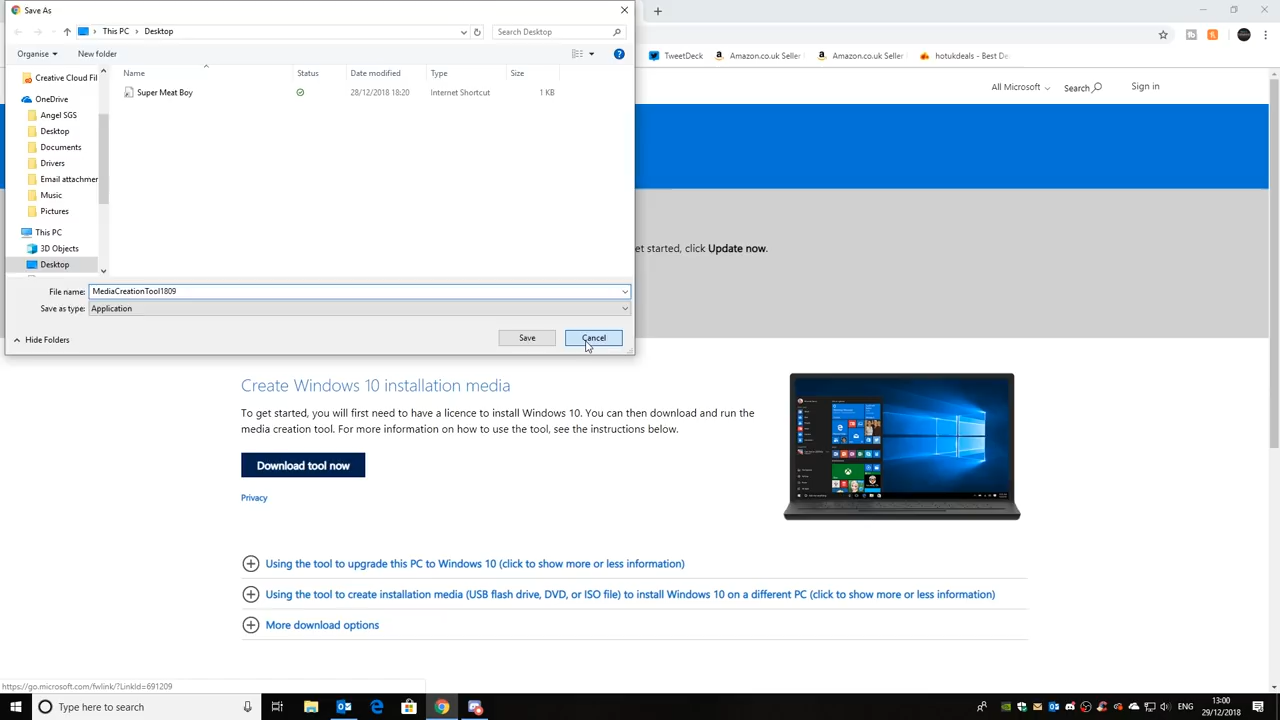 Save As
This PC > Desktop
Search Desktop
Organise
New folder
Name
Status
Date modified
Type
Size
Super Meat Boy
28/12/2018 18:20
Internet Shortcut
1 KB
Creative Cloud Fil
OneDrive
Angel SGS
Desktop
Documents
Drivers
Email attachmer
Music
Pictures
This PC
3D Objects
Desktop
File name: MediaCreationTool1809
Save as type: Application
Hide Folders
Save
Cancel
TweetDeck
Amazon.co.uk Seller
Amazon.co.uk Seller
hotukdeals - Best De
All Microsoft
Search
Sign in
et started, click Update now.
Create Windows 10 installation media
To get started, you will first need to have a licence to install Windows 10. You can then download and run the
media creation tool. For more information on how to use the tool, see the instructions below.
Download tool now
Privacy
Using the tool to upgrade this PC to Windows 10 (click to show more or less information)
Using the tool to create installation media (USB flash drive, DVD, or ISO file) to install Windows 10 on a different PC (click to show more or less information)
More download options
https://go.microsoft.com/fwlink/?LinkId=691209
Type here to search
ENG
13:00
29/12/2018